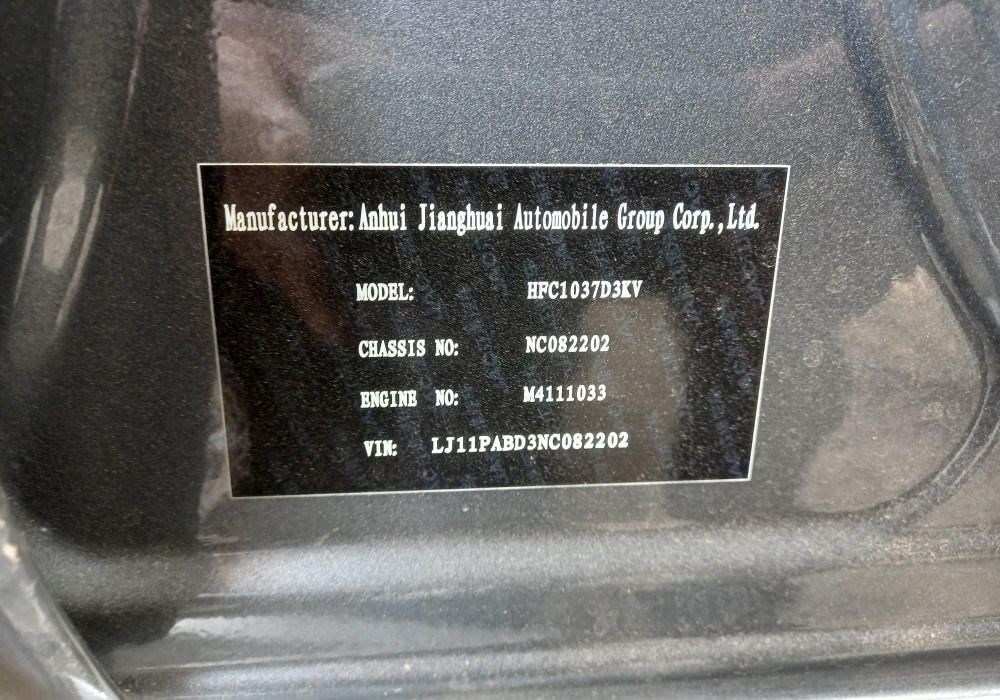 Manufacturer: Anhui Jianghuai Automobile Group Corp., Ltd.
MODEL: HFC1037D3KV
CHASSIS NO: NC082202
ENGINE NO: M4111033
VIN: LJ11PABD3NC082202